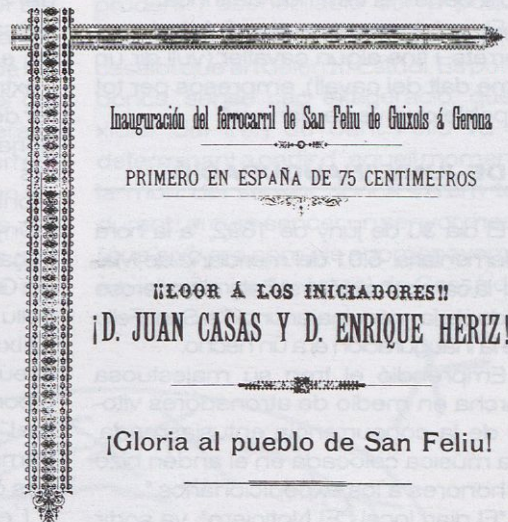 Inauguración del ferrocarril de San Feliu de Guixols á Gerona
PRIMERO EN ESPAÑA DE 75 CENTÍMETROS
¡¡LOOR A LOS INICIADORES!!
¡D. JUAN CASAS Y D. ENRIQUE HERIZ!
¡Gloria al pueblo de San Feliu!